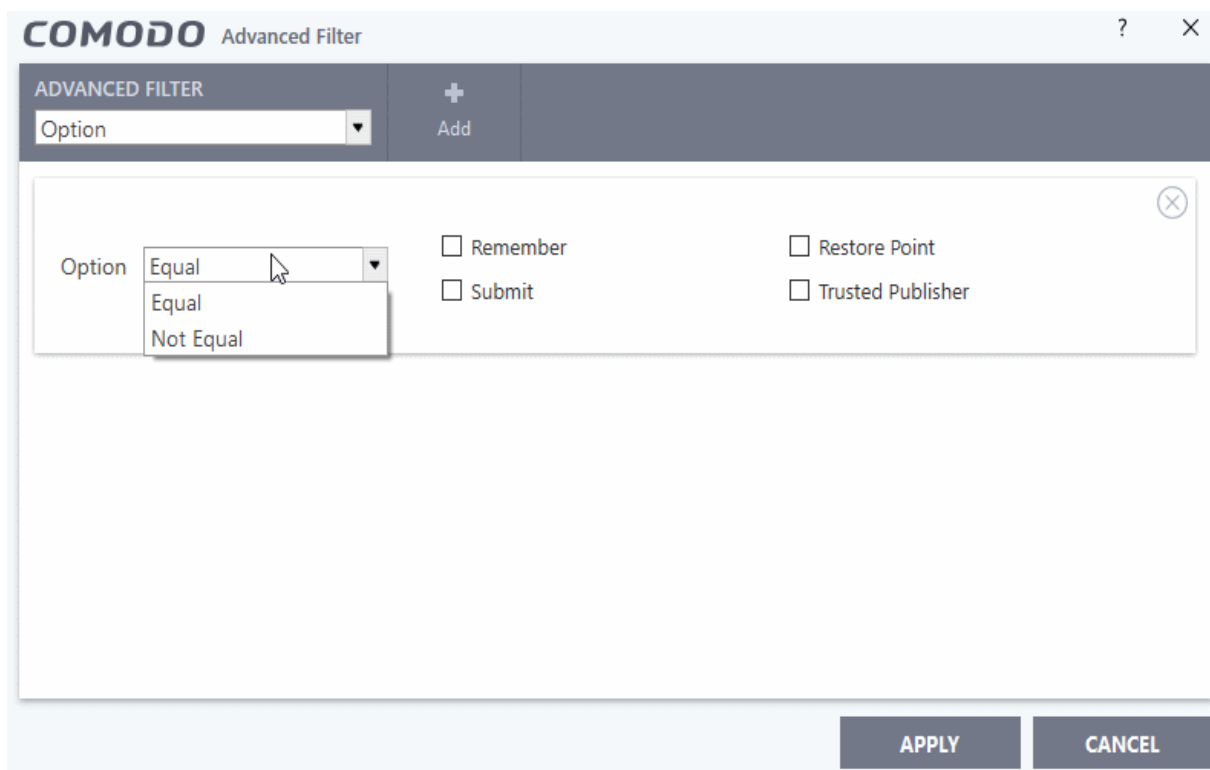 COMODO Advanced Filter ?
ADVANCED FILTER
Option
Add
Option Equal
Equal
Not Equal
Remember
Restore Point
Submit
Trusted Publisher
APPLY
CANCEL